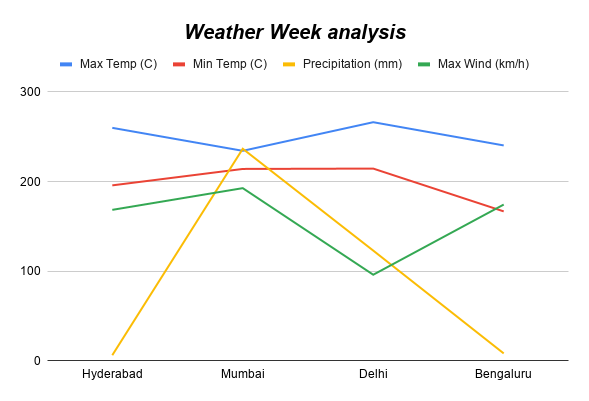 Weather Week analysis
Max Temp (C) Min Temp (C) Precipitation (mm) Max Wind (km/h)
300
200
100
0
Hyderabad Mumbai Delhi Bengaluru